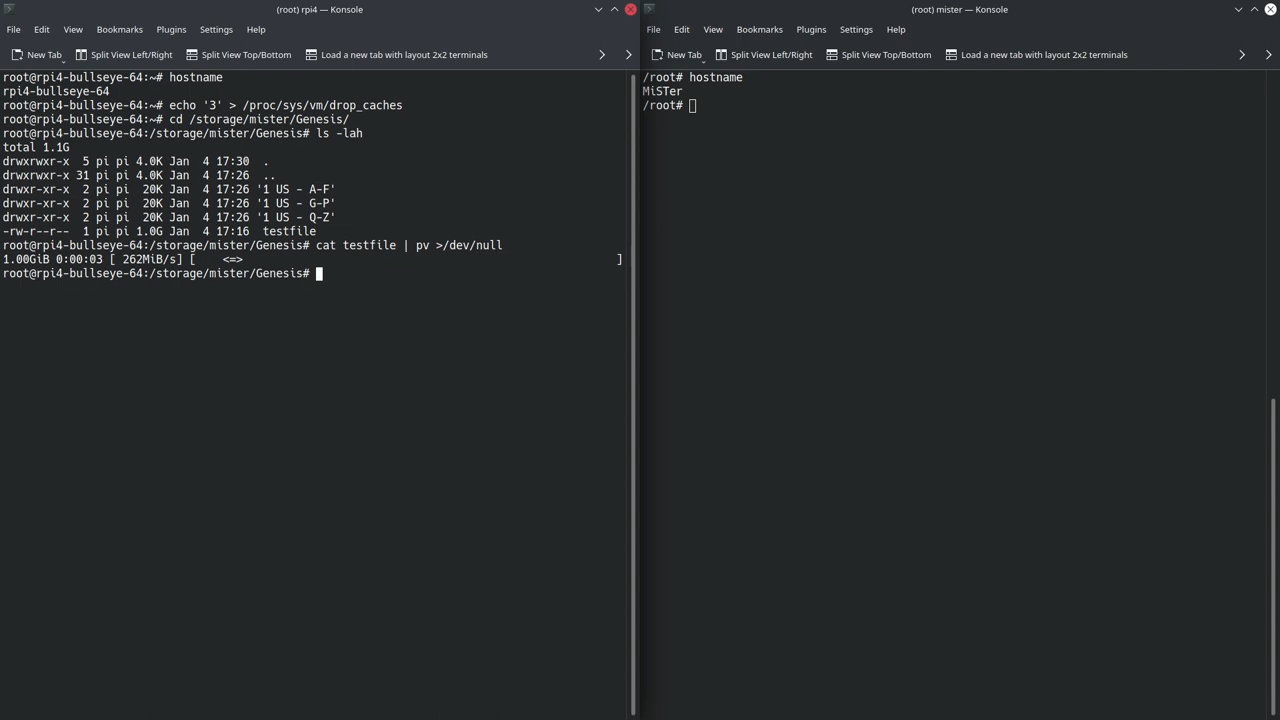 (root) rpi4 — Konsole
File Edit View Bookmarks Plugins Settings Help
New Tab Split View Left/Right Split View Top/Bottom Load a new tab with layout 2x2 terminals
root@rpi4-bullseye-64:~# hostname
rpi4-bullseye-64
root@rpi4-bullseye-64:~# echo '3' > /proc/sys/vm/drop_caches
root@rpi4-bullseye-64:~# cd /storage/mister/Genesis/
root@rpi4-bullseye-64:/storage/mister/Genesis# ls -lah
total 1.1G
drwxrwxr-x  5 pi pi 4.0K Jan  4 17:30  .
drwxrwxr-x 31 pi pi 4.0K Jan  4 17:26  ..
drwxr-xr-x  2 pi pi  20K Jan  4 17:26 '1 US - A-F'
drwxr-xr-x  2 pi pi  20K Jan  4 17:26 '1 US - G-P'
drwxr-xr-x  2 pi pi  20K Jan  4 17:26 '1 US - Q-Z'
-rw-r--r--  1 pi pi 1.0G Jan  4 17:16  testfile
root@rpi4-bullseye-64:/storage/mister/Genesis# cat testfile | pv >/dev/null
1.00GiB 0:00:03 [ 262MiB/s] [    <=>                                                        ]
root@rpi4-bullseye-64:/storage/mister/Genesis#
(root) mister — Konsole
File Edit View Bookmarks Plugins Settings Help
New Tab Split View Left/Right Split View Top/Bottom Load a new tab with layout 2x2 terminals
/root# hostname
MiSTer
/root#